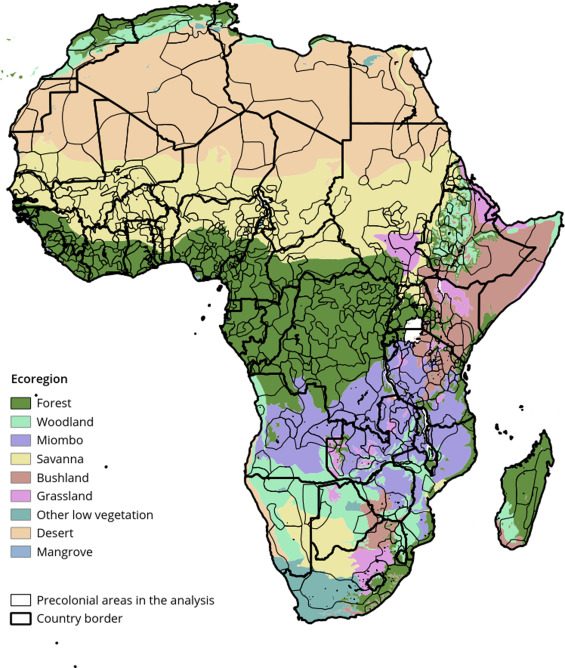 Ecoregion
Forest
Woodland
Miombo
Savanna
Bushland
Grassland
Other low vegetation
Desert
Mangrove
Precolonial areas in the analysis
Country border